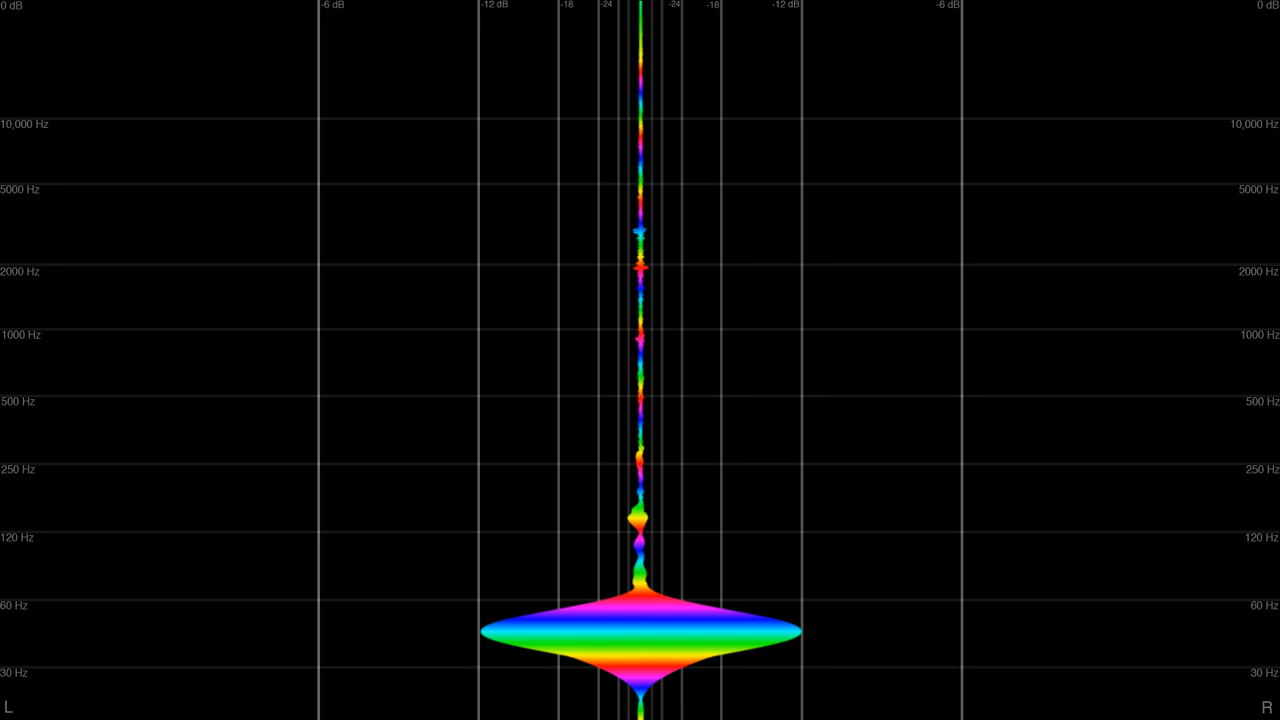 0 dB -6 dB -12 dB -18 -24 -24 -18 -12 dB -6 dB 0 dB
10,000 Hz 10,000 Hz
5000 Hz 5000 Hz
2000 Hz 2000 Hz
1000 Hz 1000 Hz
500 Hz 500 Hz
250 Hz 250 Hz
120 Hz 120 Hz
60 Hz 60 Hz
30 Hz 30 Hz
L R